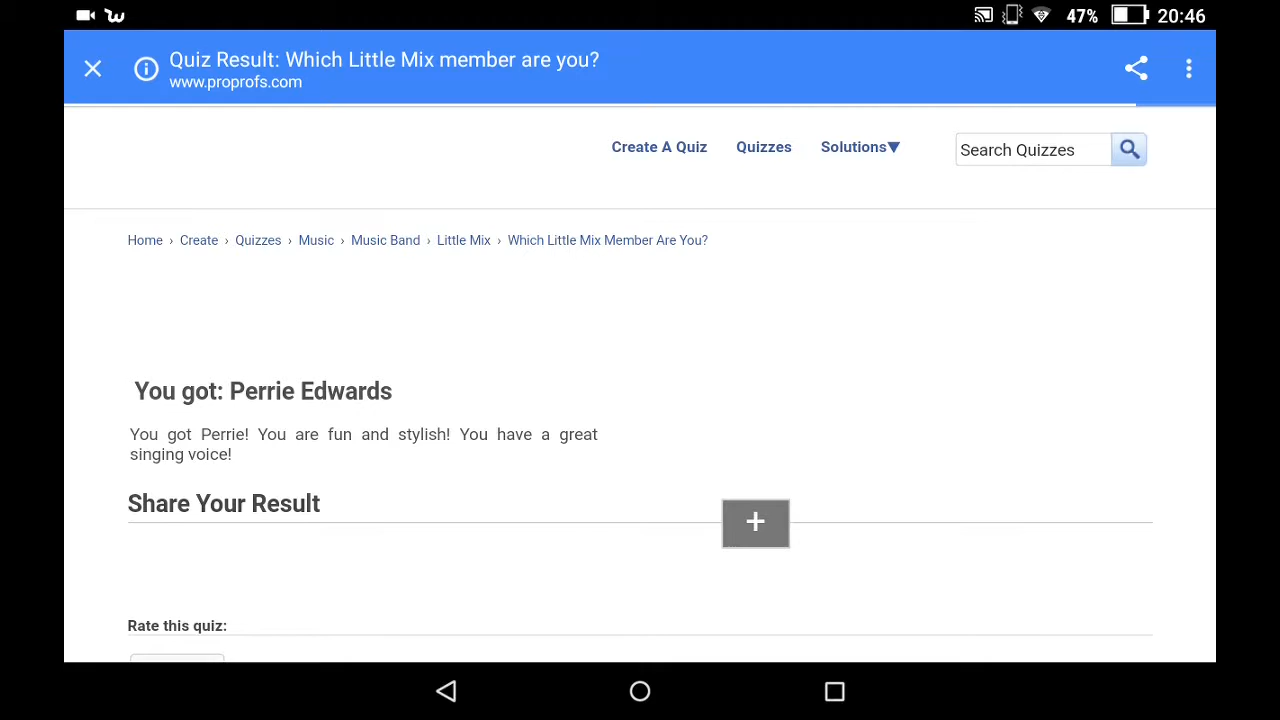 47% 20:46
Quiz Result: Which Little Mix member are you?
www.proprofs.com
Create A Quiz Quizzes Solutions▼ Search Quizzes
Home › Create › Quizzes › Music › Music Band › Little Mix › Which Little Mix Member Are You?
You got: Perrie Edwards
You got Perrie! You are fun and stylish! You have a great
singing voice!
Share Your Result
+
Rate this quiz: